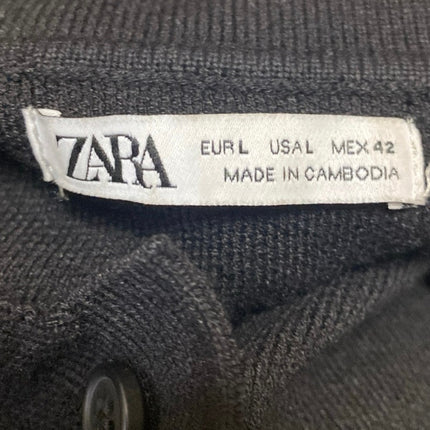 ZARA
EUR L USA L MEX 42
MADE IN CAMBODIA